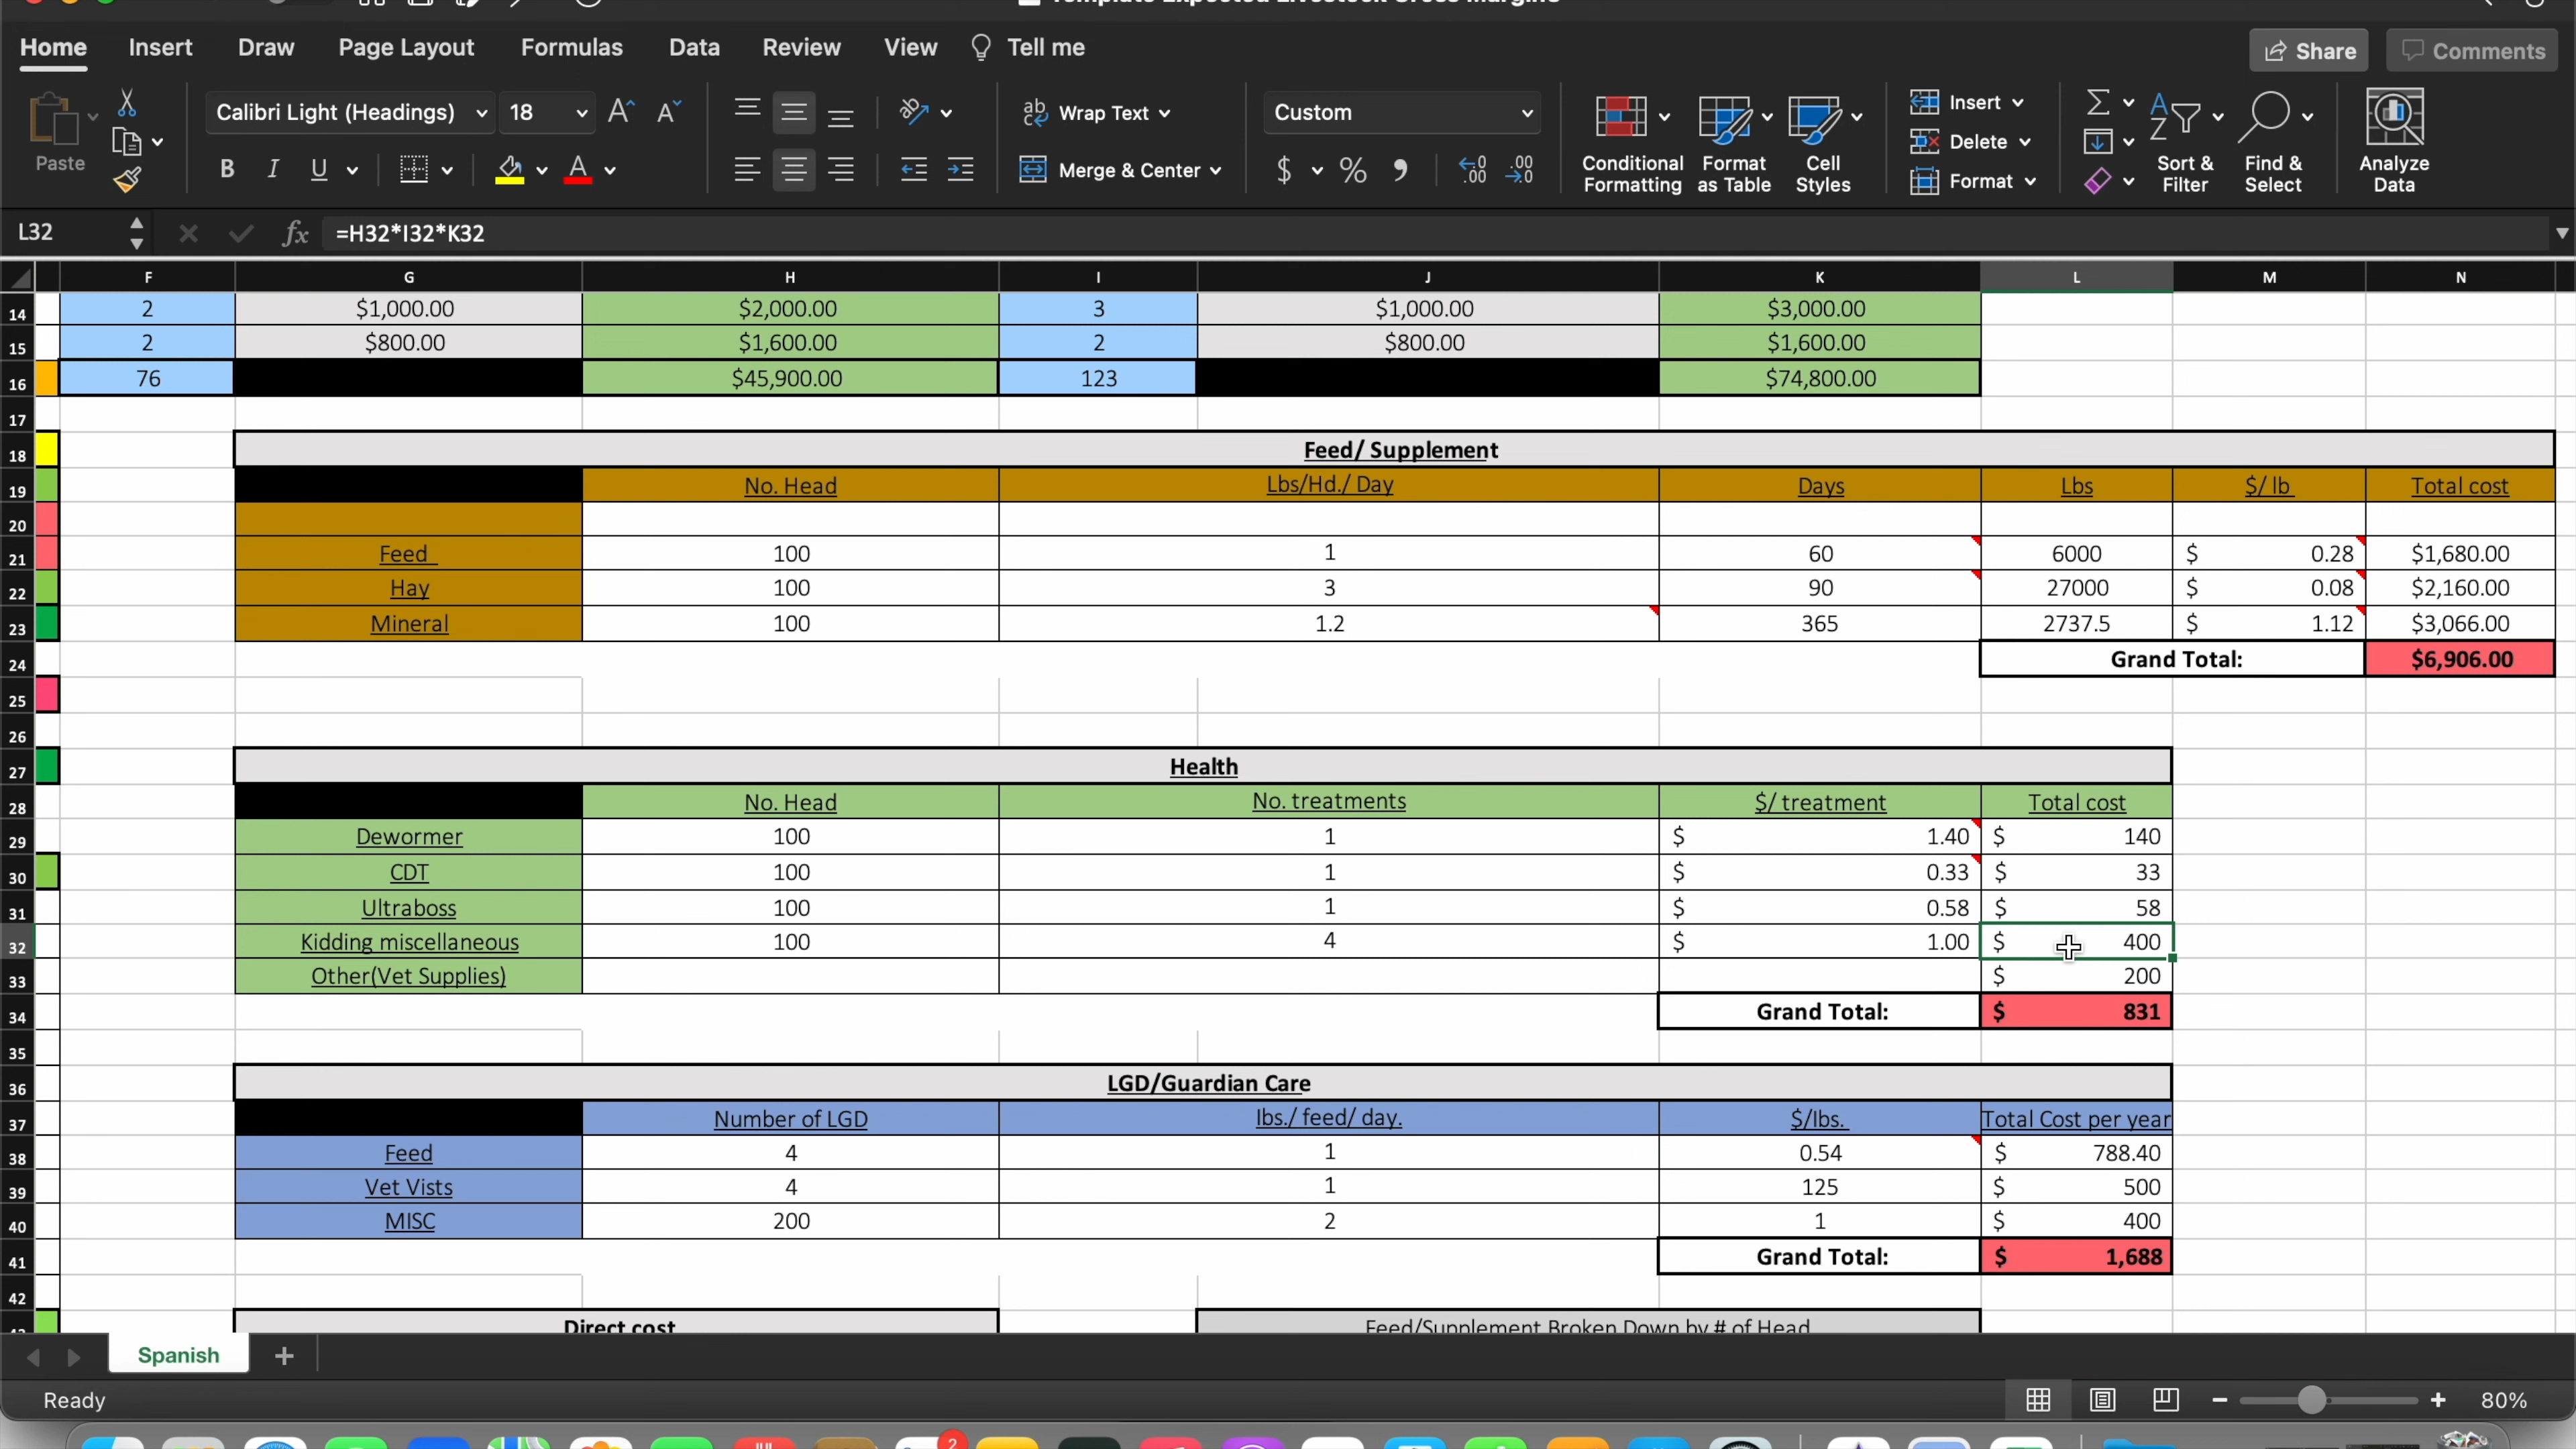 Template Expected Livestock Gross Margins
Home Insert Draw Page Layout Formulas Data Review View Tell me Share Comments
Paste Calibri Light (Headings) 18 Wrap Text Custom Insert
B I U Merge & Center $ % Conditional Formatting Format as Table Cell Styles Delete Format Sort & Filter Find & Select Analyze Data
L32 fx =H32*I32*K32
F G H I J K L M N
14 2 $1,000.00 $2,000.00 3 $1,000.00 $3,000.00
15 2 $800.00 $1,600.00 2 $800.00 $1,600.00
16 76 $45,900.00 123 $74,800.00
17
18 Feed/ Supplement
19 No. Head Lbs/Hd./ Day Days Lbs $/ lb Total cost
20
21 Feed 100 1 60 6000 $ 0.28 $1,680.00
22 Hay 100 3 90 27000 $ 0.08 $2,160.00
23 Mineral 100 1.2 365 2737.5 $ 1.12 $3,066.00
24 Grand Total: $6,906.00
25
26
27 Health
28 No. Head No. treatments $/ treatment Total cost
29 Dewormer 100 1 $ 1.40 $ 140
30 CDT 100 1 $ 0.33 $ 33
31 Ultraboss 100 1 $ 0.58 $ 58
32 Kidding miscellaneous 100 4 $ 1.00 $ 400
33 Other(Vet Supplies) $ 200
34 Grand Total: $ 831
35
36 LGD/Guardian Care
37 Number of LGD lbs./ feed/ day. $/lbs. Total Cost per year
38 Feed 4 1 0.54 $ 788.40
39 Vet Vists 4 1 125 $ 500
40 MISC 200 2 1 $ 400
41 Grand Total: $ 1,688
42
43 Direct cost Feed/Supplement Broken Down by # of Head
Spanish
Ready 80%
2